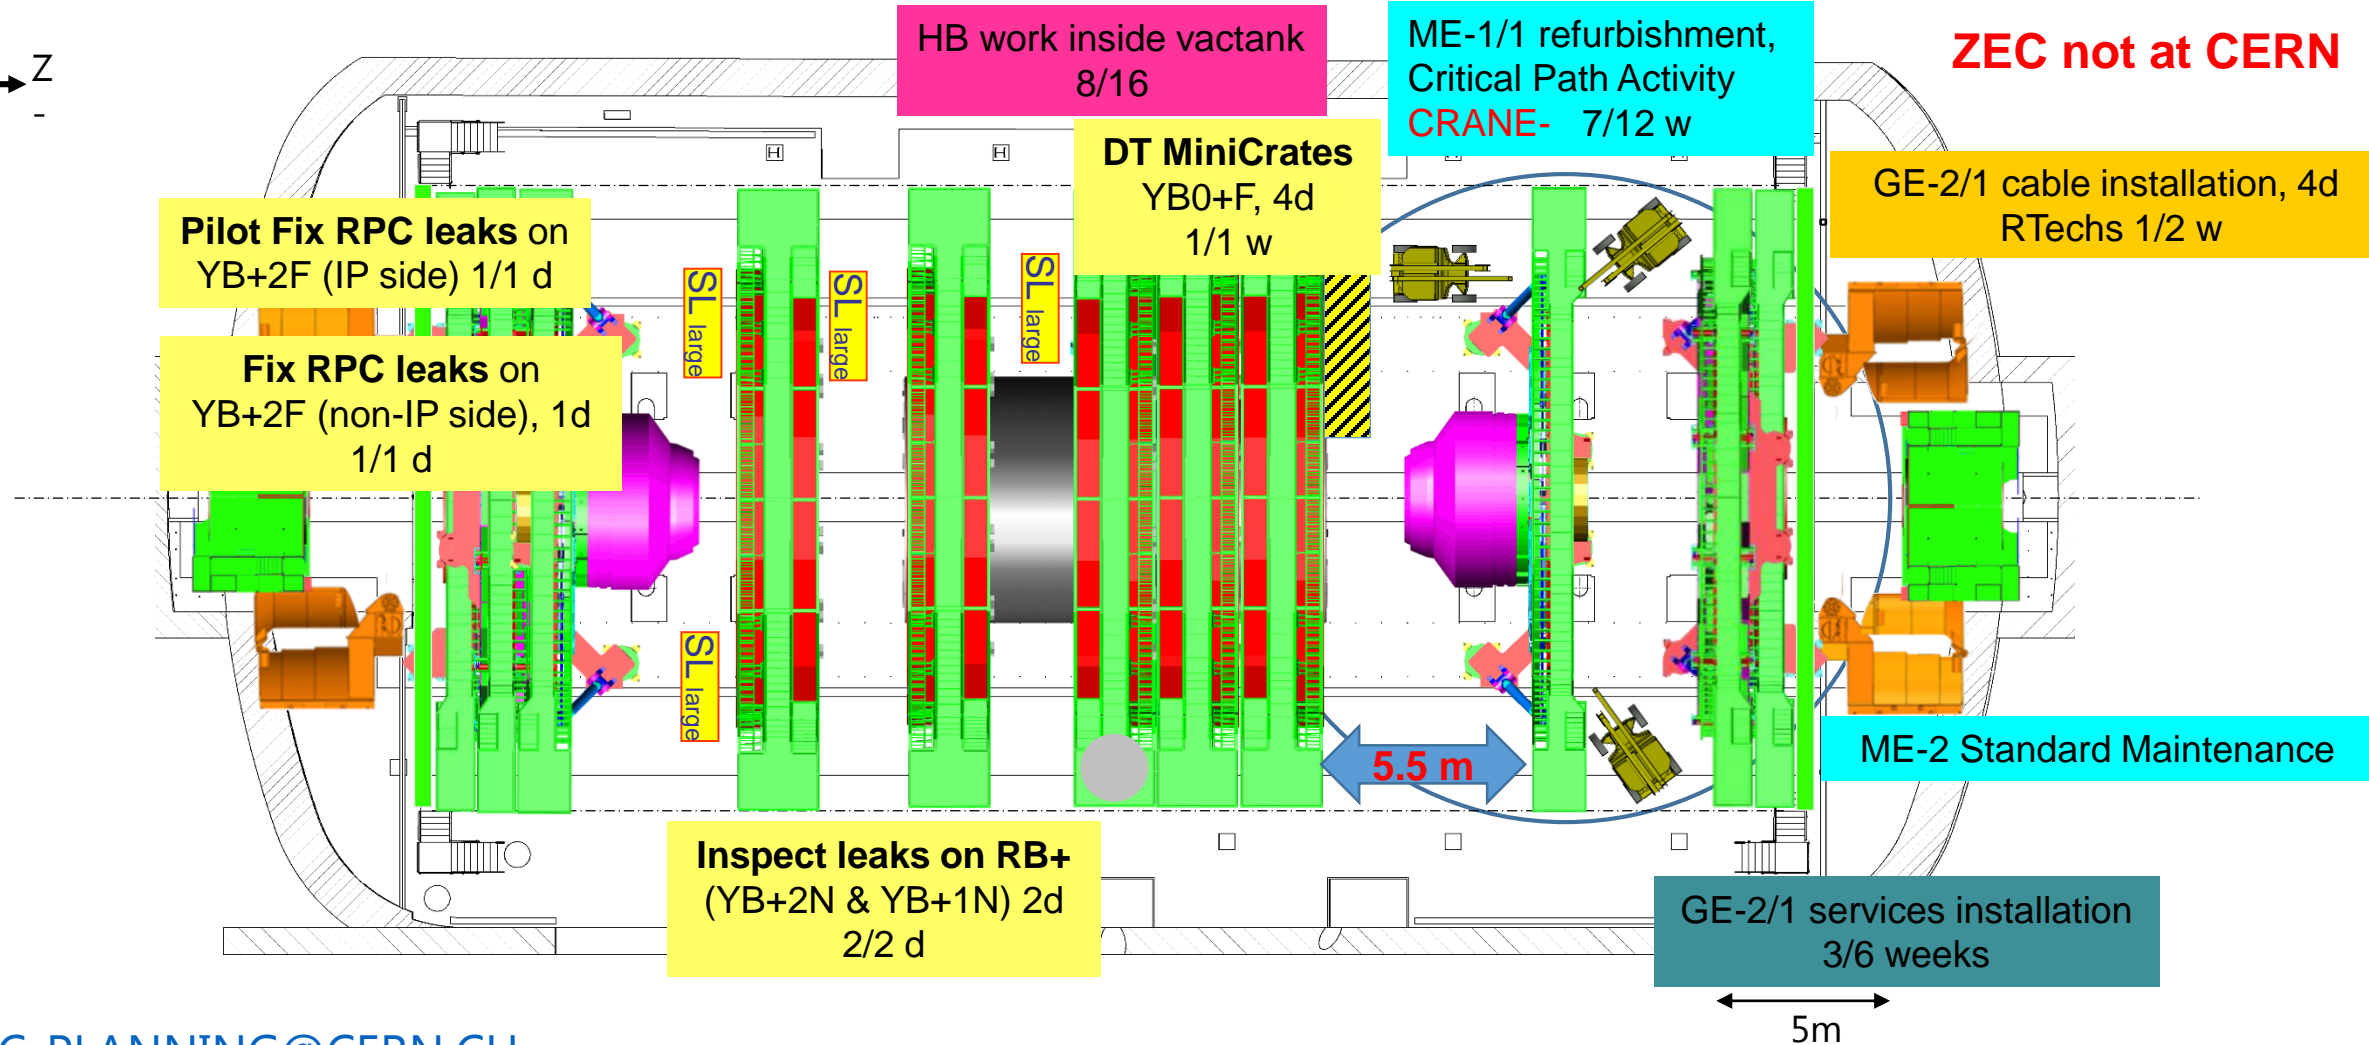 Z
-
HB work inside vactank
8/16
ME-1/1 refurbishment,
Critical Path Activity
CRANE- 7/12 w
ZEC not at CERN
DT MiniCrates
YB0+F, 4d
1/1 w
GE-2/1 cable installation, 4d
RTechs 1/2 w
Pilot Fix RPC leaks on
YB+2F (IP side) 1/1 d
Fix RPC leaks on
YB+2F (non-IP side), 1d
1/1 d
SL large
SL large
SL large
SL large
H
H
5.5 m
ME-2 Standard Maintenance
Inspect leaks on RB+
(YB+2N & YB+1N) 2d
2/2 d
GE-2/1 services installation
3/6 weeks
5m
PLANNING@CERN.CH